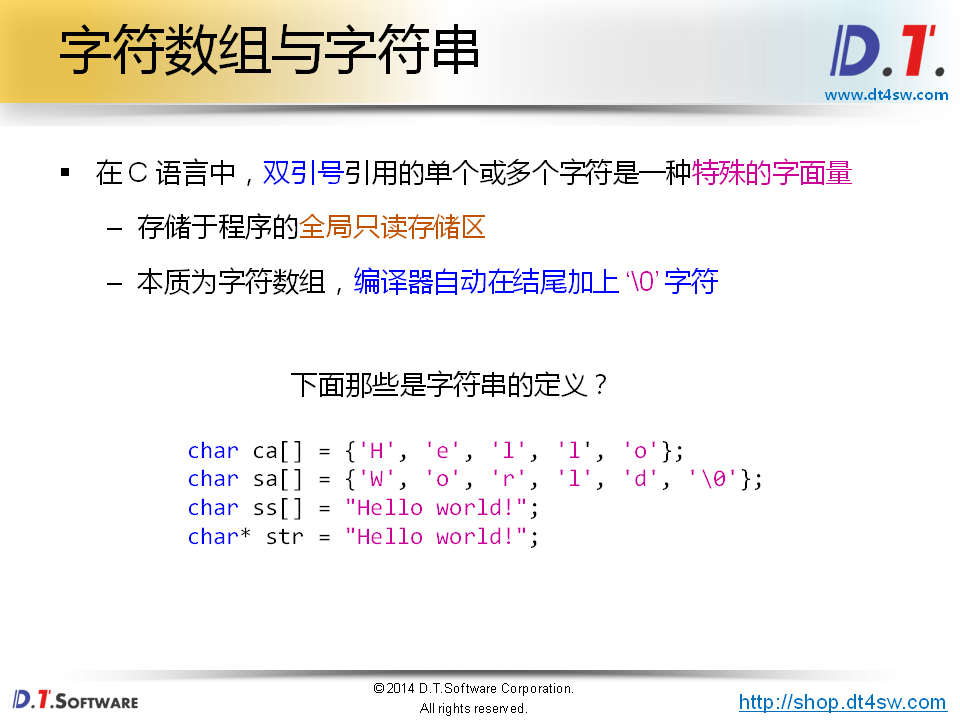 字符数组与字符串
D.T.
www.dt4sw.com
▪ 在 C 语言中，双引号引用的单个或多个字符是一种特殊的字面量
– 存储于程序的全局只读存储区
– 本质为字符数组，编译器自动在结尾加上 ‘\0’ 字符
下面那些是字符串的定义？
char ca[] = {'H', 'e', 'l', 'l', 'o'};
char sa[] = {'W', 'o', 'r', 'l', 'd', '\0'};
char ss[] = "Hello world!";
char* str = "Hello world!";
D.T.SOFTWARE
©2014 D.T.Software Corporation.
All rights reserved.
http://shop.dt4sw.com